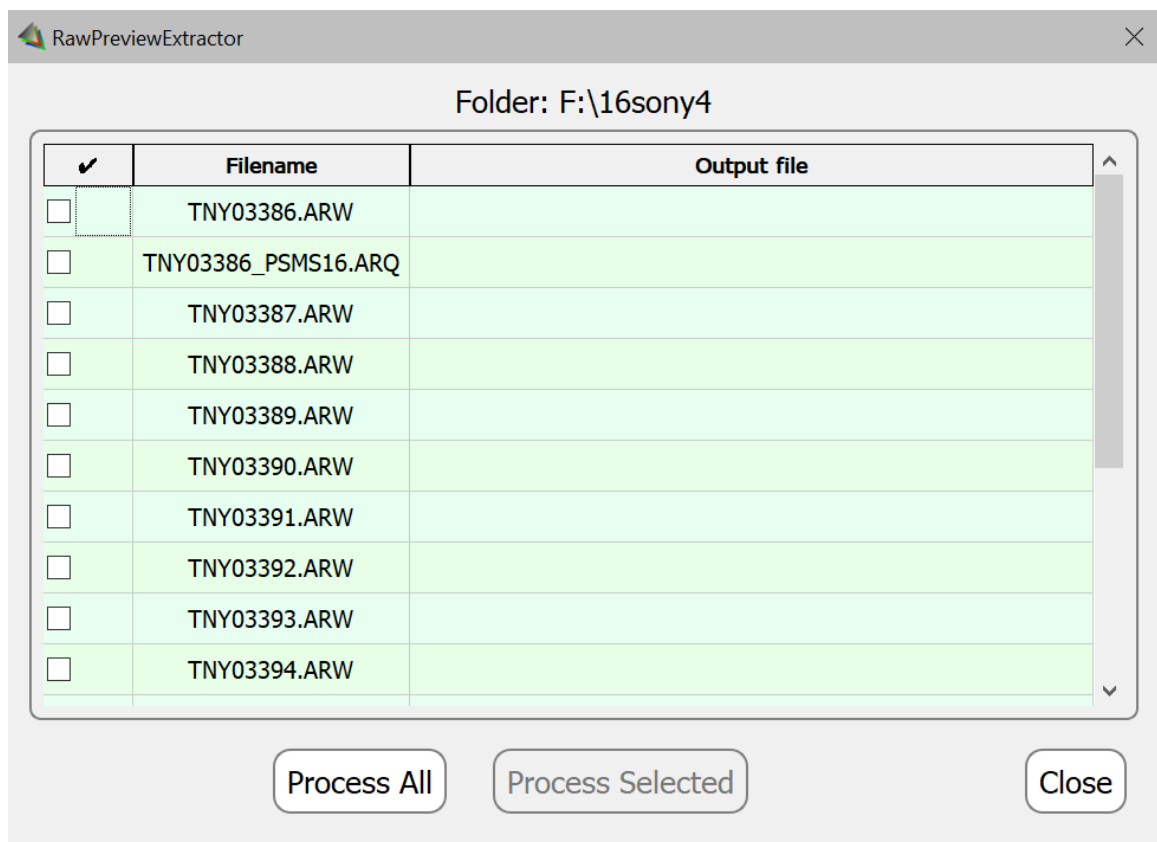 RawPreviewExtractor
Folder: F:\16sony4
✔ Filename Output file
TNY03386.ARW
TNY03386_PSMS16.ARQ
TNY03387.ARW
TNY03388.ARW
TNY03389.ARW
TNY03390.ARW
TNY03391.ARW
TNY03392.ARW
TNY03393.ARW
TNY03394.ARW
Process All Process Selected Close